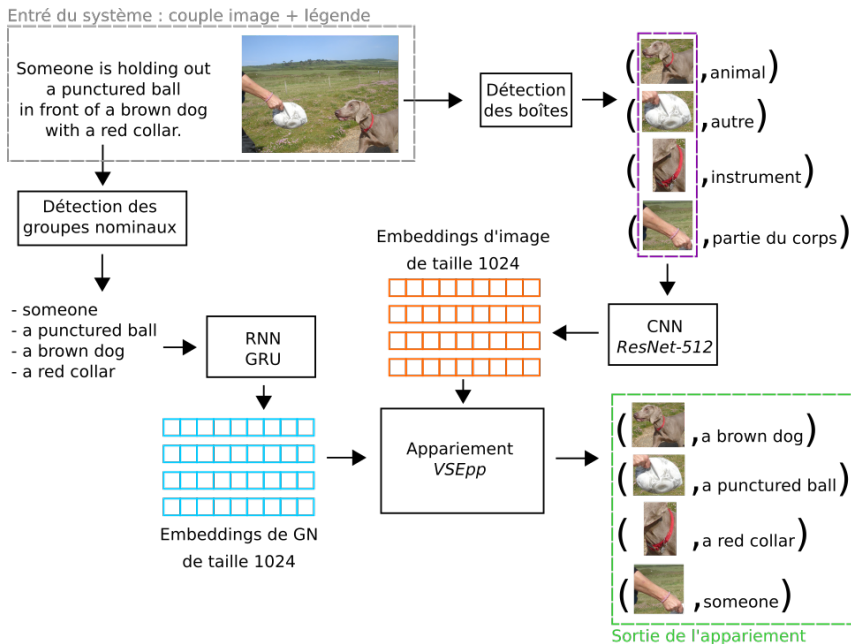 Entré du système : couple image + légende
Someone is holding out
a punctured ball
in front of a brown dog
with a red collar.
Détection
des boîtes
( , animal)
( , autre)
( , instrument)
( , partie du corps)
Détection des
groupes nominaux
- someone
- a punctured ball
- a brown dog
- a red collar
RNN
GRU
Embeddings d'image
de taille 1024
CNN
ResNet-512
Embeddings de GN
de taille 1024
Appariement
VSEpp
( , a brown dog)
( , a punctured ball)
( , a red collar)
( , someone)
Sortie de l'appariement